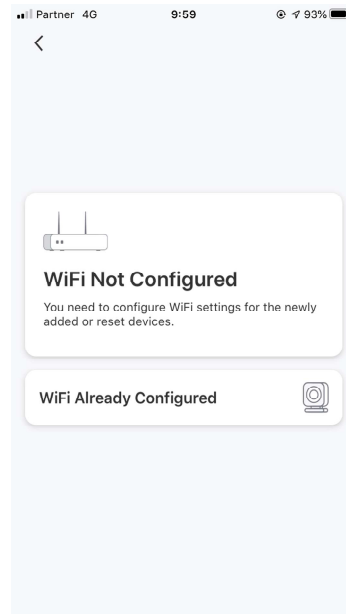 Partner 4G 9:59 93%
WiFi Not Configured
You need to configure WiFi settings for the newly
added or reset devices.
WiFi Already Configured